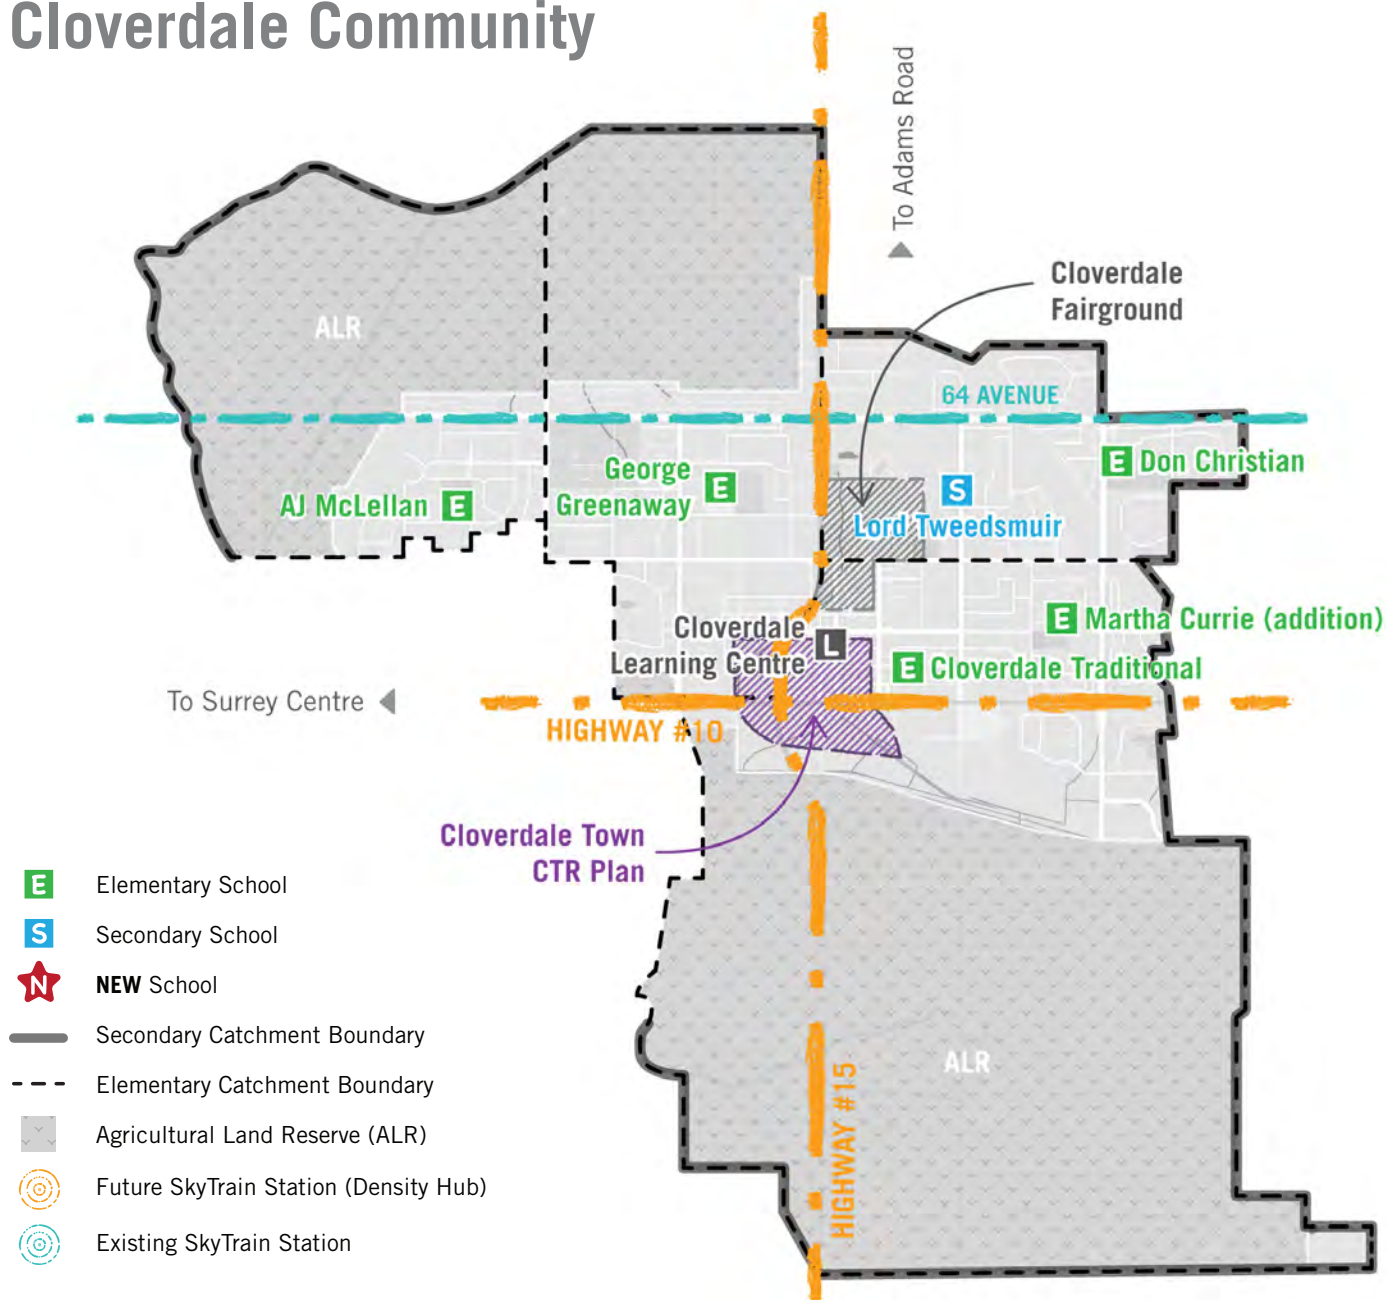 Cloverdale Community
To Adams Road
Cloverdale
Fairground
ALR
64 AVENUE
E Don Christian
George
Greenaway
E
S
AJ McLellan E
Lord Tweedsmuir
E Martha Currie (addition)
Cloverdale
Learning Centre
L
E Cloverdale Traditional
To Surrey Centre
HIGHWAY #10
Cloverdale Town
CTR Plan
ALR
HIGHWAY #15
E Elementary School
S Secondary School
N NEW School
Secondary Catchment Boundary
Elementary Catchment Boundary
Agricultural Land Reserve (ALR)
Future SkyTrain Station (Density Hub)
Existing SkyTrain Station